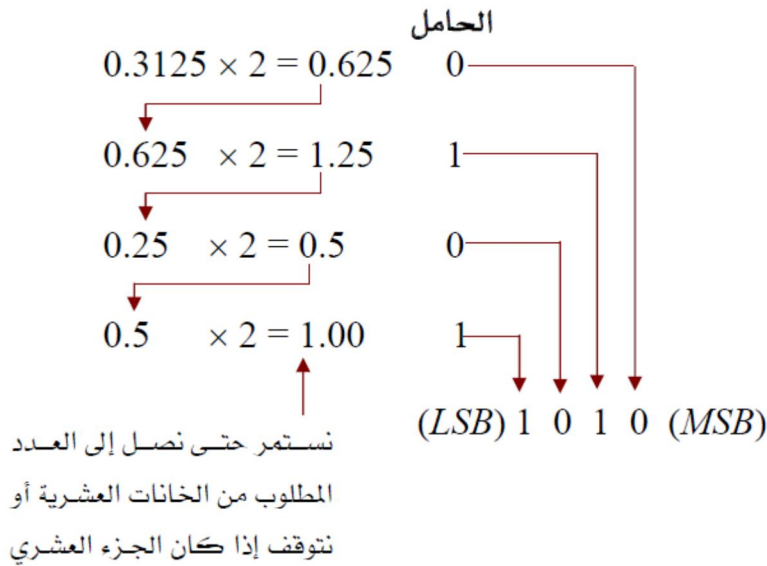 الحامل
0.3125 × 2 = 0.625 0
0.625 × 2 = 1.25 1
0.25 × 2 = 0.5 0
0.5 × 2 = 1.00 1
(LSB) 1 0 1 0 (MSB)
نستمر حتى نصل إلى العدد
المطلوب من الخانات العشرية أو
نتوقف إذا كان الجزء العشري